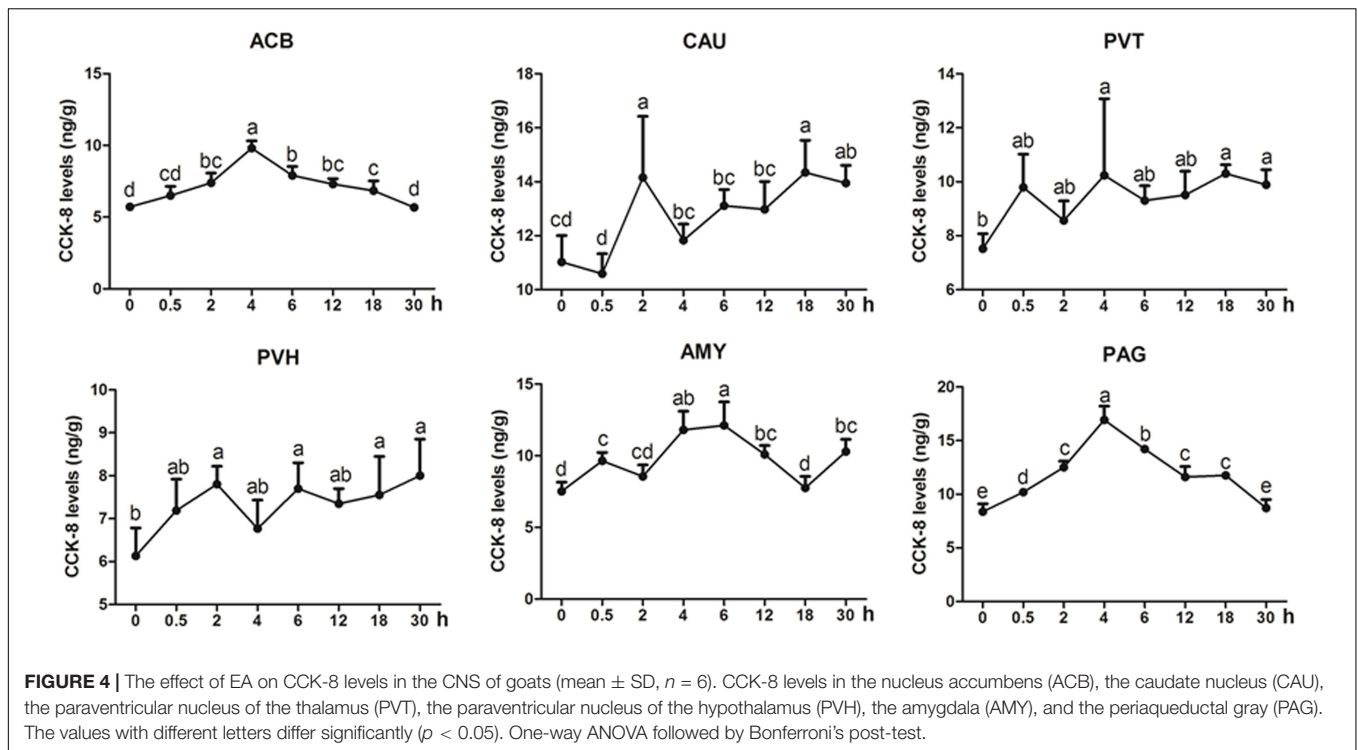 ACB
CCK-8 levels (ng/g)
15
10
5
0
d
cd
bc
a
b
bc
c
d
0 0.5 2 4 6 12 18 30 h
CAU
CCK-8 levels (ng/g)
18
16
14
12
10
cd
d
a
bc
bc
bc
a
ab
0 0.5 2 4 6 12 18 30 h
PVT
CCK-8 levels (ng/g)
14
12
10
8
6
b
ab
ab
a
ab
ab
a
a
0 0.5 2 4 6 12 18 30 h
PVH
CCK-8 levels (ng/g)
10
9
8
7
6
5
b
ab
a
ab
a
ab
a
a
0 0.5 2 4 6 12 18 30 h
AMY
CCK-8 levels (ng/g)
15
10
5
0
d
c
cd
ab
a
bc
d
bc
0 0.5 2 4 6 12 18 30 h
PAG
CCK-8 levels (ng/g)
20
15
10
5
0
e
d
c
a
b
c
c
e
0 0.5 2 4 6 12 18 30 h
FIGURE 4 | The effect of EA on CCK-8 levels in the CNS of goats (mean ± SD, n = 6). CCK-8 levels in the nucleus accumbens (ACB), the caudate nucleus (CAU),
the paraventricular nucleus of the thalamus (PVT), the paraventricular nucleus of the hypothalamus (PVH), the amygdala (AMY), and the periaqueductal gray (PAG).
The values with different letters differ significantly (p < 0.05). One-way ANOVA followed by Bonferroni's post-test.